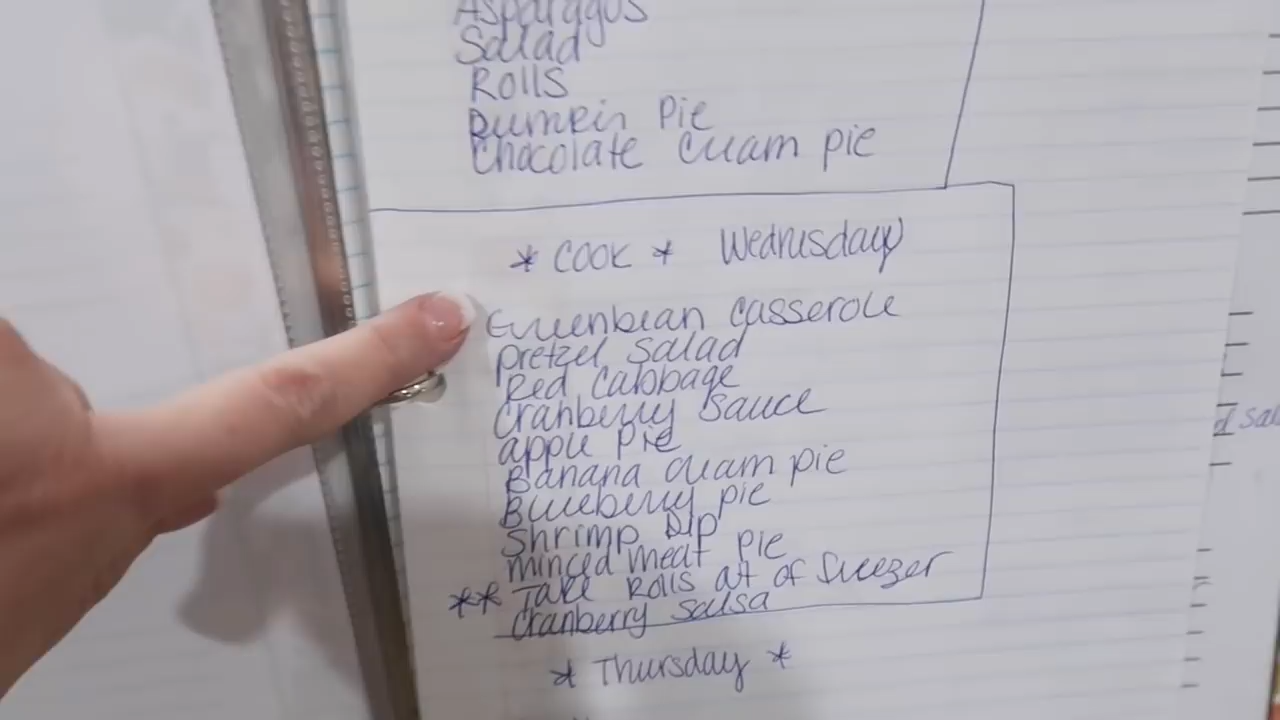 Asparagus
Salad
Rolls
Pumpkin Pie
Chocolate Cream pie
* COOK * Wednesday
Greenbean casserole
pretzel salad
Red Cabbage
Cranberry Sauce
apple Pie
Banana cream pie
Blueberry pie
Shrimp Dip
minced meat pie
** Take Rolls out of freezer
Cranberry Salsa
* Thursday *